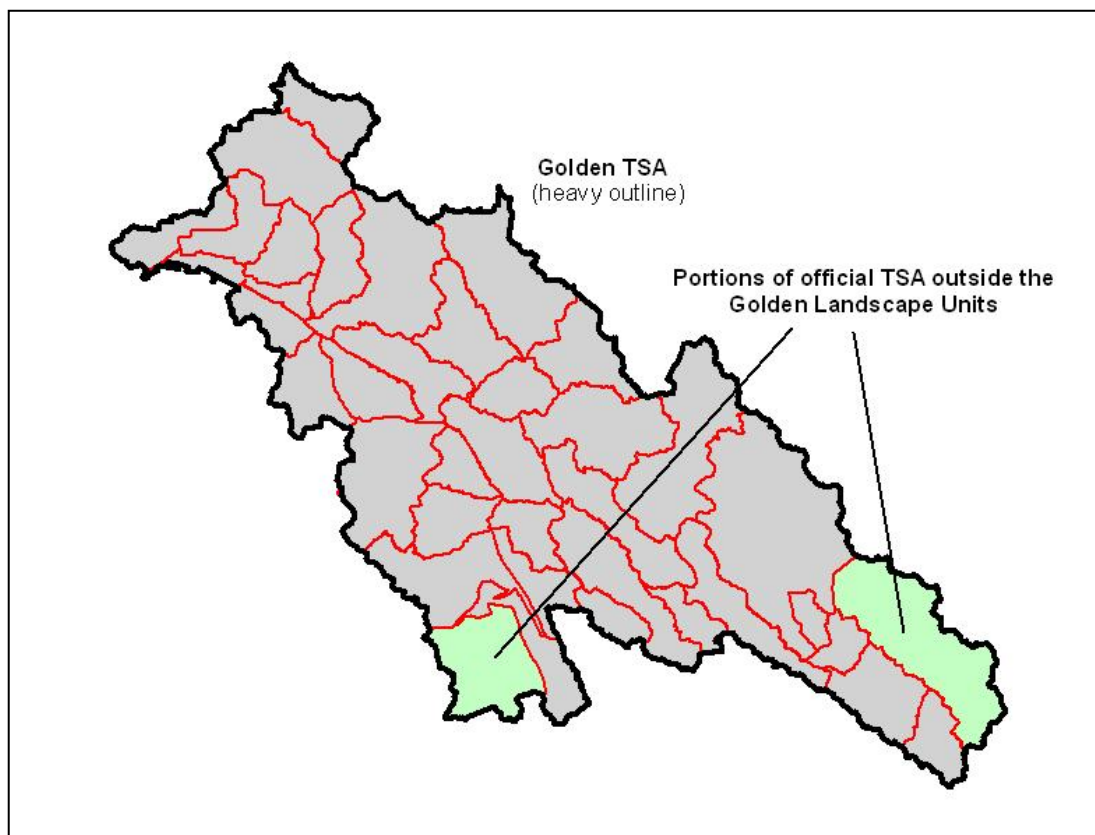 Golden TSA
(heavy outline)
Portions of official TSA outside the
Golden Landscape Units